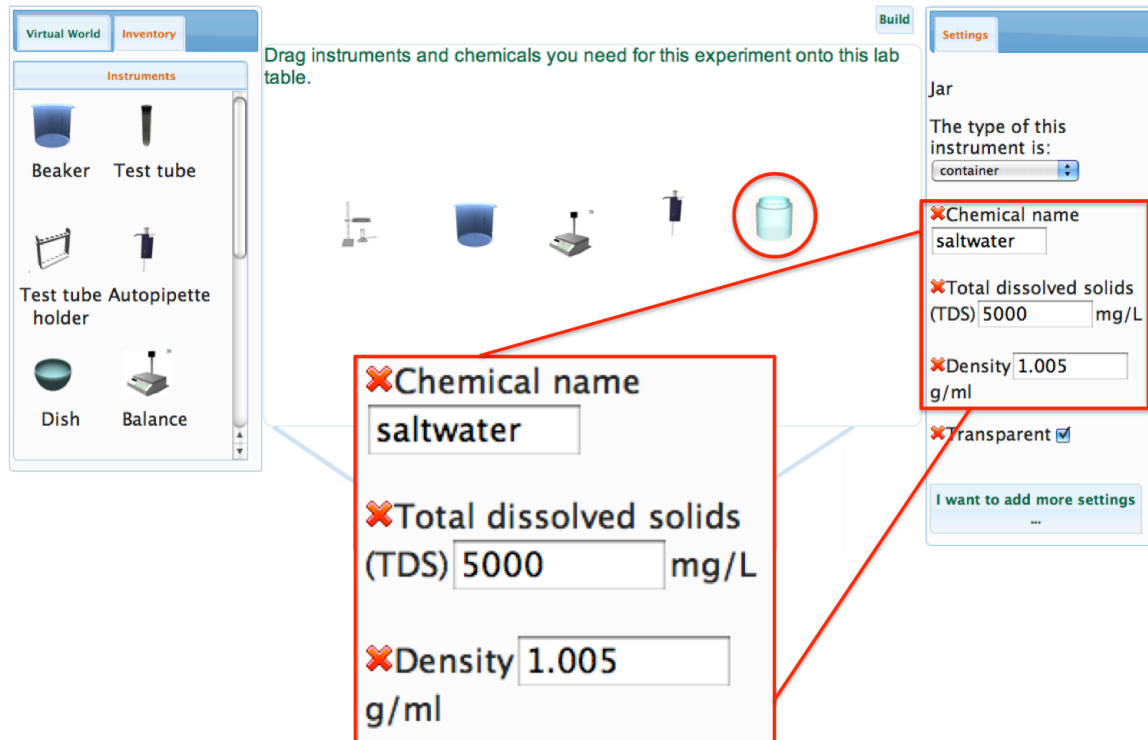 Virtual World
Inventory
Instruments
Beaker
Test tube
Test tube
holder
Autopipette
Dish
Balance
Build
Drag instruments and chemicals you need for this experiment onto this lab
table.
Settings
Jar
The type of this
instrument is:
container
Chemical name
saltwater
Total dissolved solids
(TDS) 5000 mg/L
Density 1.005
g/ml
Transparent
I want to add more settings
...
Chemical name
saltwater
Total dissolved solids
(TDS) 5000 mg/L
Density 1.005
g/ml